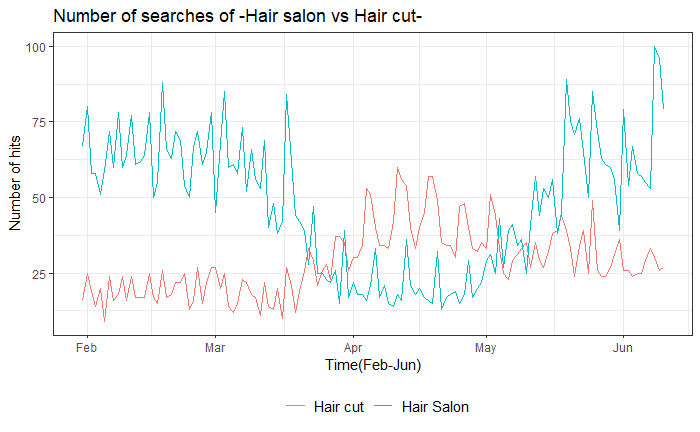 Number of searches of -Hair salon vs Hair cut-
Number of hits
100
75
50
25
Feb Mar Apr May Jun
Time(Feb-Jun)
Hair cut Hair Salon